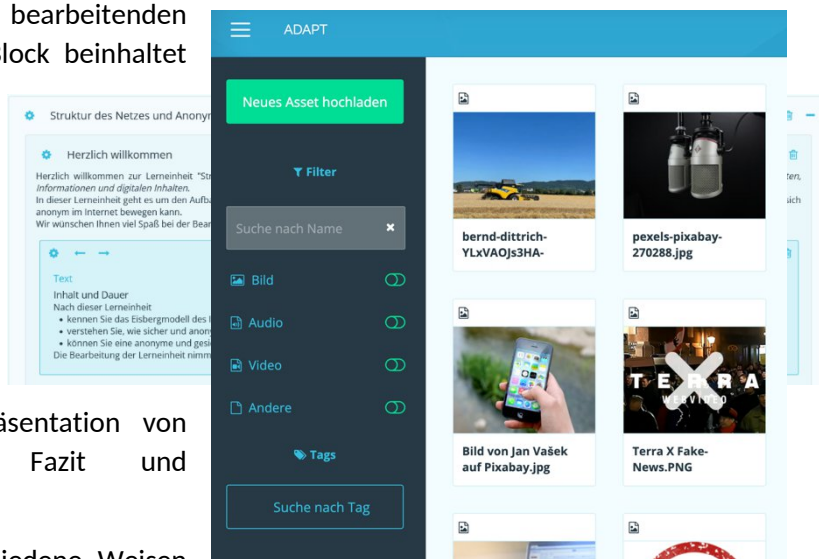 bearbeitenden
Block beinhaltet
Struktur des Netzes und Anonyr
Herzlich willkommen
Herzlich willkommen zur Lerneinheit "Str
Informationen und digitalen Inhalten.
In dieser Lerneinheit geht es um den Aufba
anonym im Internet bewegen kann.
Wir wünschen Ihnen viel Spaß bei der Bear
Text
Inhalt und Dauer
Nach dieser Lerneinheit
• kennen Sie das Eisbergmodell des I
• verstehen Sie, wie sicher und anony
• können Sie eine anonyme und gesi
Die Bearbeitung der Lerneinheit nimm
äsentation von
Fazit und
iedene Weisen
ADAPT
Neues Asset hochladen
Filter
Suche nach Name
Bild
Audio
Video
Andere
Tags
Suche nach Tag
bernd-dittrich-
YLxVAOJs3HA-
pexels-pixabay-
270288.jpg
Bild von Jan Vašek
auf Pixabay.jpg
TERRA
WEBVIDEO
Terra X Fake-
News.PNG
ten,
sich